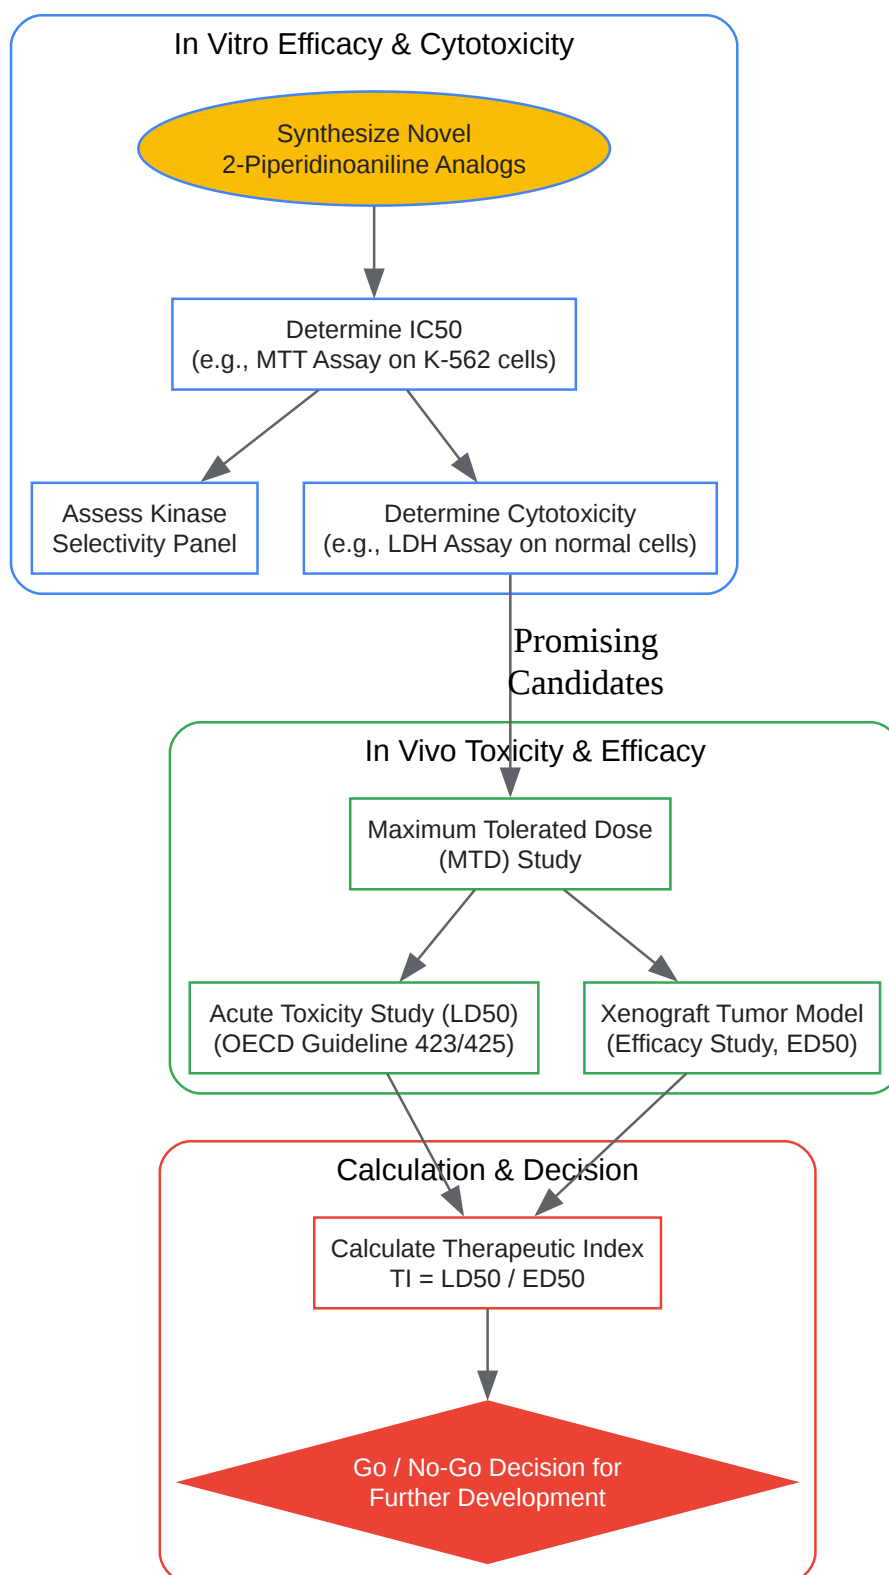 In Vitro Efficacy & Cytotoxicity
Synthesize Novel
2-Piperidinoaniline Analogs
Determine IC50
(e.g., MTT Assay on K-562 cells)
Assess Kinase
Selectivity Panel
Determine Cytotoxicity
(e.g., LDH Assay on normal cells)
Promising
Candidates
In Vivo Toxicity & Efficacy
Maximum Tolerated Dose
(MTD) Study
Acute Toxicity Study (LD50)
(OECD Guideline 423/425)
Xenograft Tumor Model
(Efficacy Study, ED50)
Calculation & Decision
Calculate Therapeutic Index
TI = LD50 / ED50
Go / No-Go Decision for
Further Development